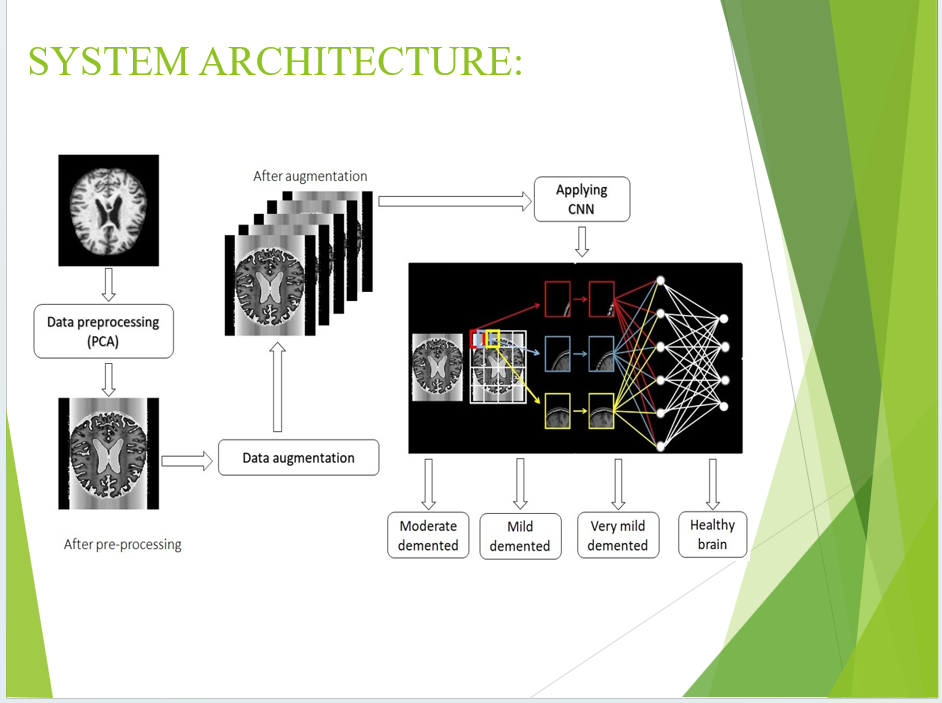 SYSTEM ARCHITECTURE:
After augmentation
Applying
CNN
Data preprocessing
(PCA)
Data augmentation
After pre-processing
Moderate
demented
Mild
demented
Very mild
demented
Healthy
brain